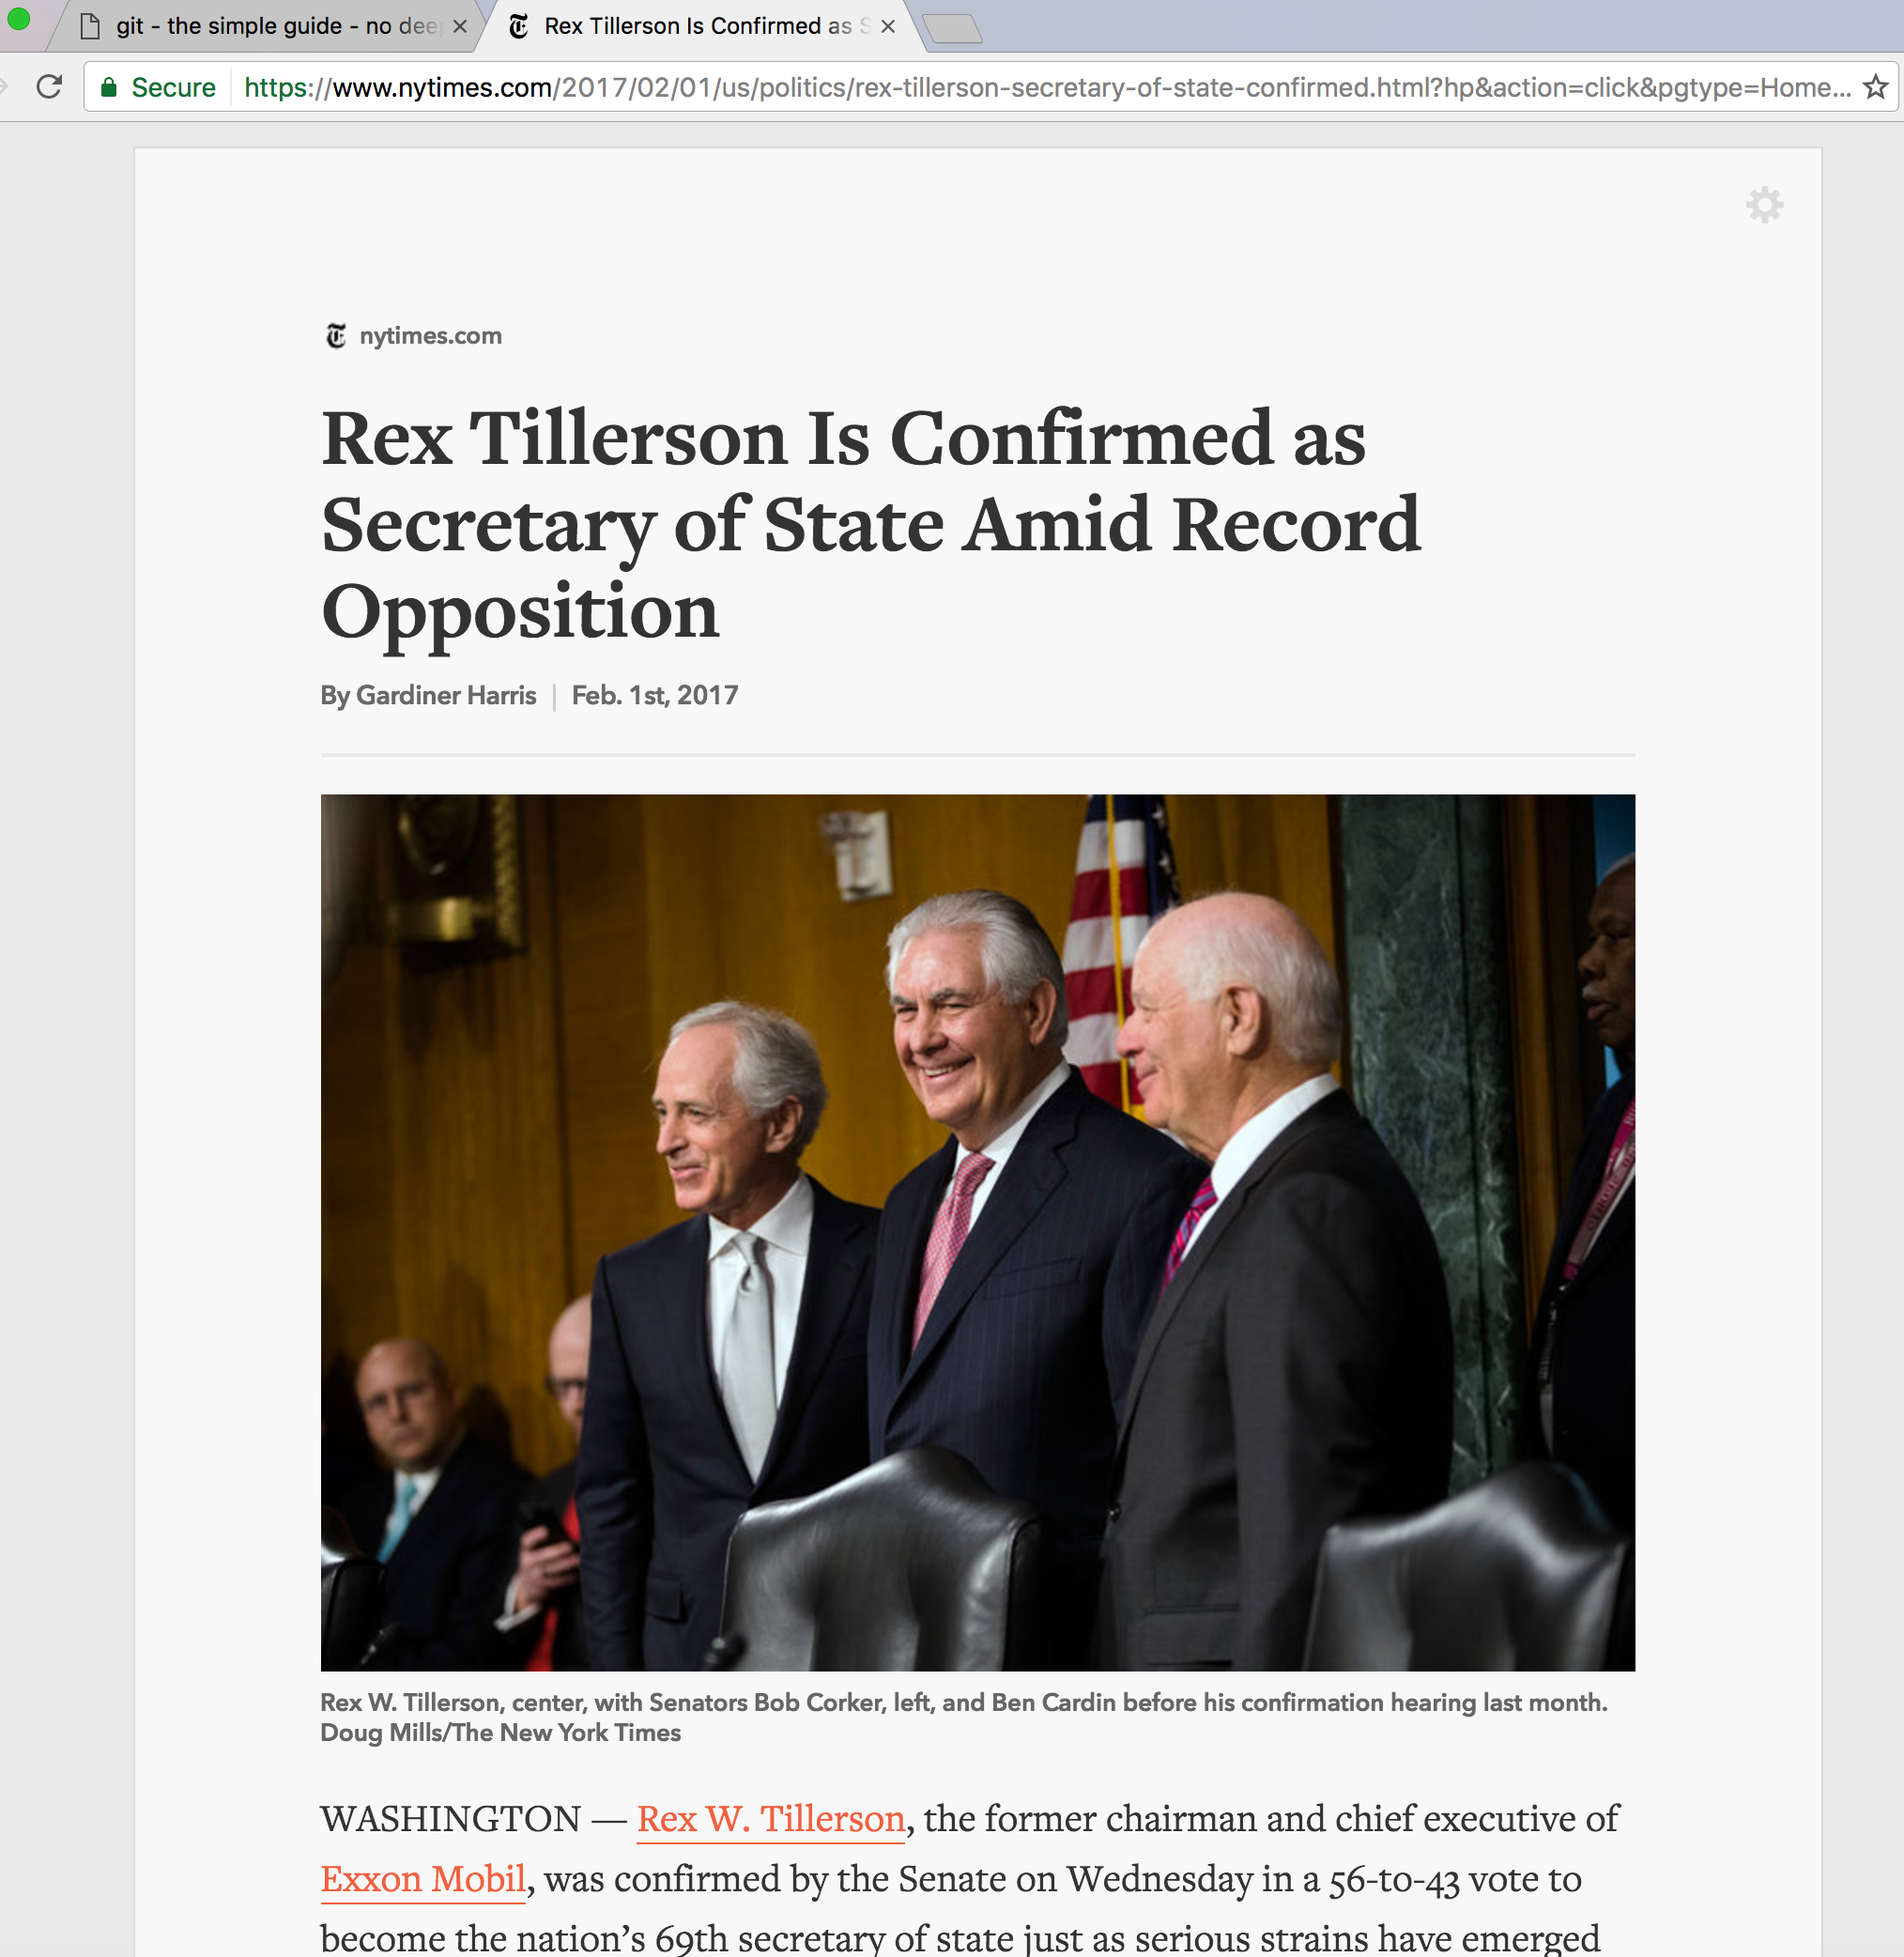 git - the simple guide - no dee
Rex Tillerson Is Confirmed as S
Secure https://www.nytimes.com/2017/02/01/us/politics/rex-tillerson-secretary-of-state-confirmed.html?hp&action=click&pgtype=Home...
nytimes.com
Rex Tillerson Is Confirmed as
Secretary of State Amid Record
Opposition
By Gardiner Harris | Feb. 1st, 2017
Rex W. Tillerson, center, with Senators Bob Corker, left, and Ben Cardin before his confirmation hearing last month.
Doug Mills/The New York Times
WASHINGTON — Rex W. Tillerson, the former chairman and chief executive of
Exxon Mobil, was confirmed by the Senate on Wednesday in a 56-to-43 vote to
become the nation’s 69th secretary of state just as serious strains have emerged